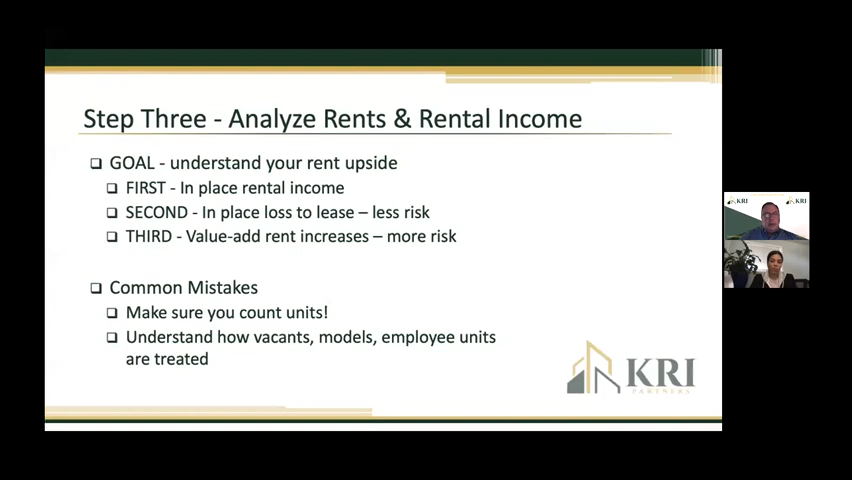 Step Three - Analyze Rents & Rental Income
GOAL - understand your rent upside
FIRST - In place rental income
SECOND - In place loss to lease – less risk
THIRD - Value-add rent increases – more risk
Common Mistakes
Make sure you count units!
Understand how vacants, models, employee units
are treated
KRI
PARTNERS
KRI
KRI